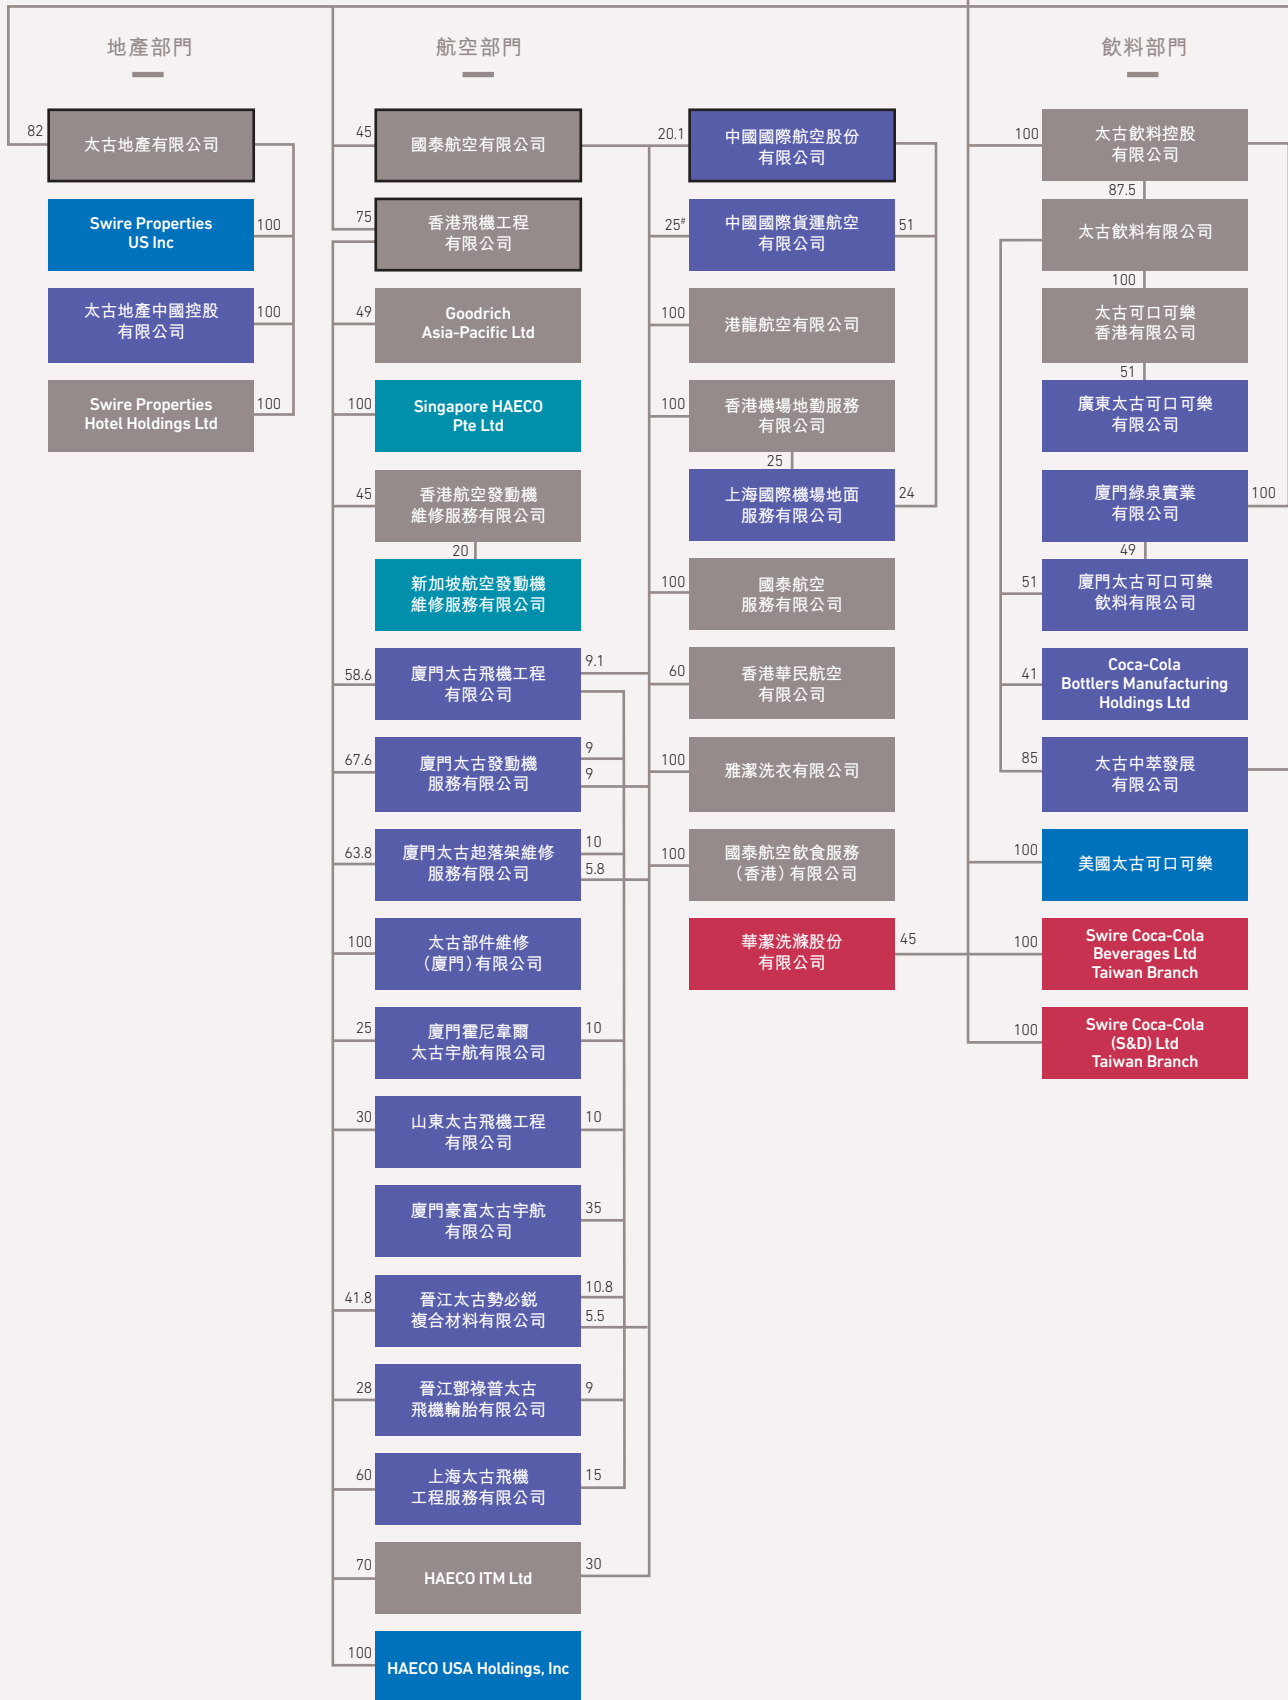 地產部門
82
太古地產有限公司
Swire Properties
US Inc
100
太古地產中國控股
有限公司
100
Swire Properties
Hotel Holdings Ltd
100
航空部門
45
國泰航空有限公司
75
香港飛機工程
有限公司
49
Goodrich
Asia-Pacific Ltd
100
Singapore HAECO
Pte Ltd
45
香港航空發動機
維修服務有限公司
20
新加坡航空發動機
維修服務有限公司
58.6
廈門太古飛機工程
有限公司
9.1
67.6
廈門太古發動機
服務有限公司
9
9
63.8
廈門太古起落架維修
服務有限公司
10
5.8
100
太古部件維修
（廈門）有限公司
25
廈門霍尼韋爾
太古宇航有限公司
10
30
山東太古飛機工程
有限公司
10
廈門豪富太古宇航
有限公司
35
41.8
晉江太古勢必銳
複合材料有限公司
10.8
5.5
28
晉江鄧祿普太古
飛機輪胎有限公司
9
60
上海太古飛機
工程服務有限公司
15
70
HAECO ITM Ltd
30
100
HAECO USA Holdings, Inc
20.1
中國國際航空股份
有限公司
25#
中國國際貨運航空
有限公司
51
100
港龍航空有限公司
100
香港機場地勤服務
有限公司
25
上海國際機場地面
服務有限公司
24
100
國泰航空
服務有限公司
60
香港華民航空
有限公司
100
雅潔洗衣有限公司
100
國泰航空飲食服務
（香港）有限公司
華潔洗滌股份
有限公司
45
飲料部門
100
太古飲料控股
有限公司
87.5
太古飲料有限公司
100
太古可口可樂
香港有限公司
51
廣東太古可口可樂
有限公司
廈門綠泉實業
有限公司
100
49
51
廈門太古可口可樂
飲料有限公司
41
Coca-Cola
Bottlers Manufacturing
Holdings Ltd
85
太古中萃發展
有限公司
100
美國太古可口可樂
100
Swire Coca-Cola
Beverages Ltd
Taiwan Branch
100
Swire Coca-Cola
(S&D) Ltd
Taiwan Branch